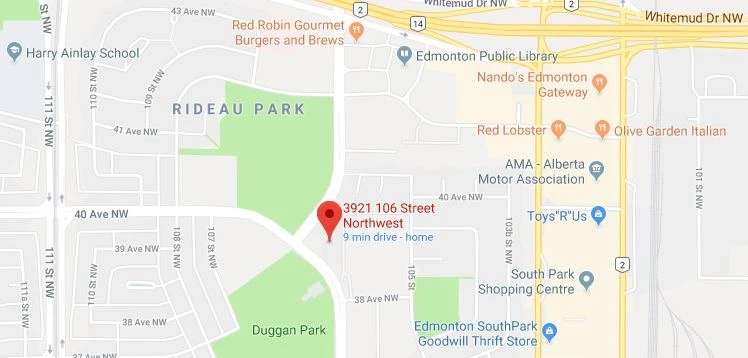 43 Ave NW
2
Whitemud Dr NW
14
2
Red Robin Gourmet
Burgers and Brews
111 St NW
Harry Ainlay School
Edmonton Public Library
Nando's Edmonton
Gateway
110 St NW
109 St NW
RIDEAU PARK
41 Ave NW
Red Lobster
Olive Garden Italian
AMA - Alberta
Motor Association
101 St NW
40 Ave NW
40 Ave NW
3921 106 Street
Northwest
9 min drive - home
Toys"R"Us
103b St NW
108 St NW
107 St NW
39 Ave NW
111 St NW
2
105 St NW
South Park
Shopping Centre
111a St NW
110 St NW
38 Ave NW
38 Ave NW
Duggan Park
Edmonton SouthPark
Goodwill Thrift Store
37 Ave NW